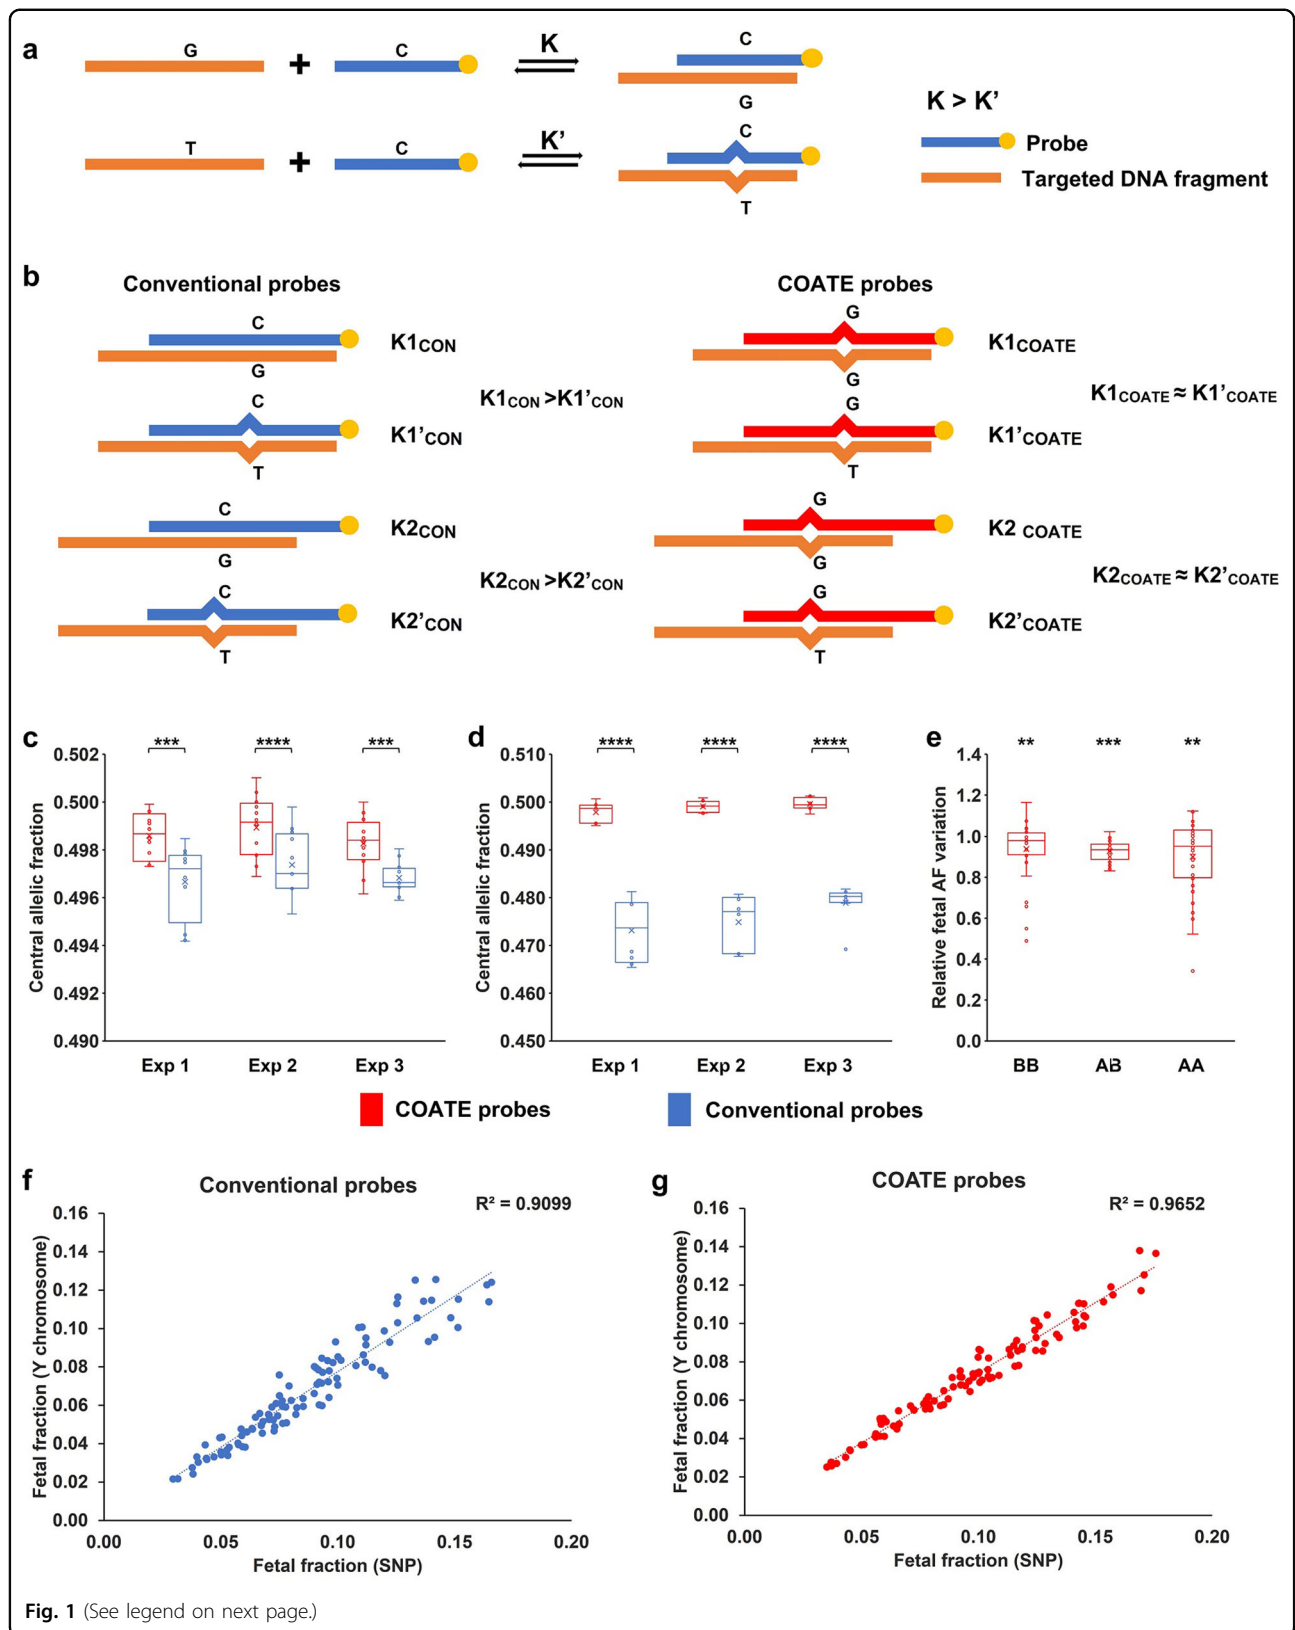 a
G + C K C
G
T + C K' C
T
K > K'
Probe
Targeted DNA fragment
b
Conventional probes
C
K1CON
G
C
K1'CON
T
K1CON >K1'CON
C
K2CON
G
C
K2'CON
T
K2CON >K2'CON
COATE probes
G
K1COATE
G
G
K1'COATE
T
K1COATE ≈ K1'COATE
G
K2 COATE
G
G
K2'COATE
T
K2COATE ≈ K2'COATE
c
Central allelic fraction
0.502
0.500
0.498
0.496
0.494
0.492
0.490
*** **** ***
Exp 1 Exp 2 Exp 3
d
Central allelic fraction
0.510
0.500
0.490
0.480
0.470
0.460
0.450
**** **** ****
Exp 1 Exp 2 Exp 3
e
Relative fetal AF variation
1.4
1.2
1.0
0.8
0.6
0.4
0.2
0.0
** *** **
BB AB AA
COATE probes Conventional probes
f
Conventional probes
R² = 0.9099
Fetal fraction (Y chromosome)
0.16
0.14
0.12
0.10
0.08
0.06
0.04
0.02
0.00
0.00 0.05 0.10 0.15 0.20
Fetal fraction (SNP)
g
COATE probes
R² = 0.9652
Fetal fraction (Y chromosome)
0.16
0.14
0.12
0.10
0.08
0.06
0.04
0.02
0.00
0.00 0.05 0.10 0.15 0.20
Fetal fraction (SNP)
Fig. 1 (See legend on next page.)